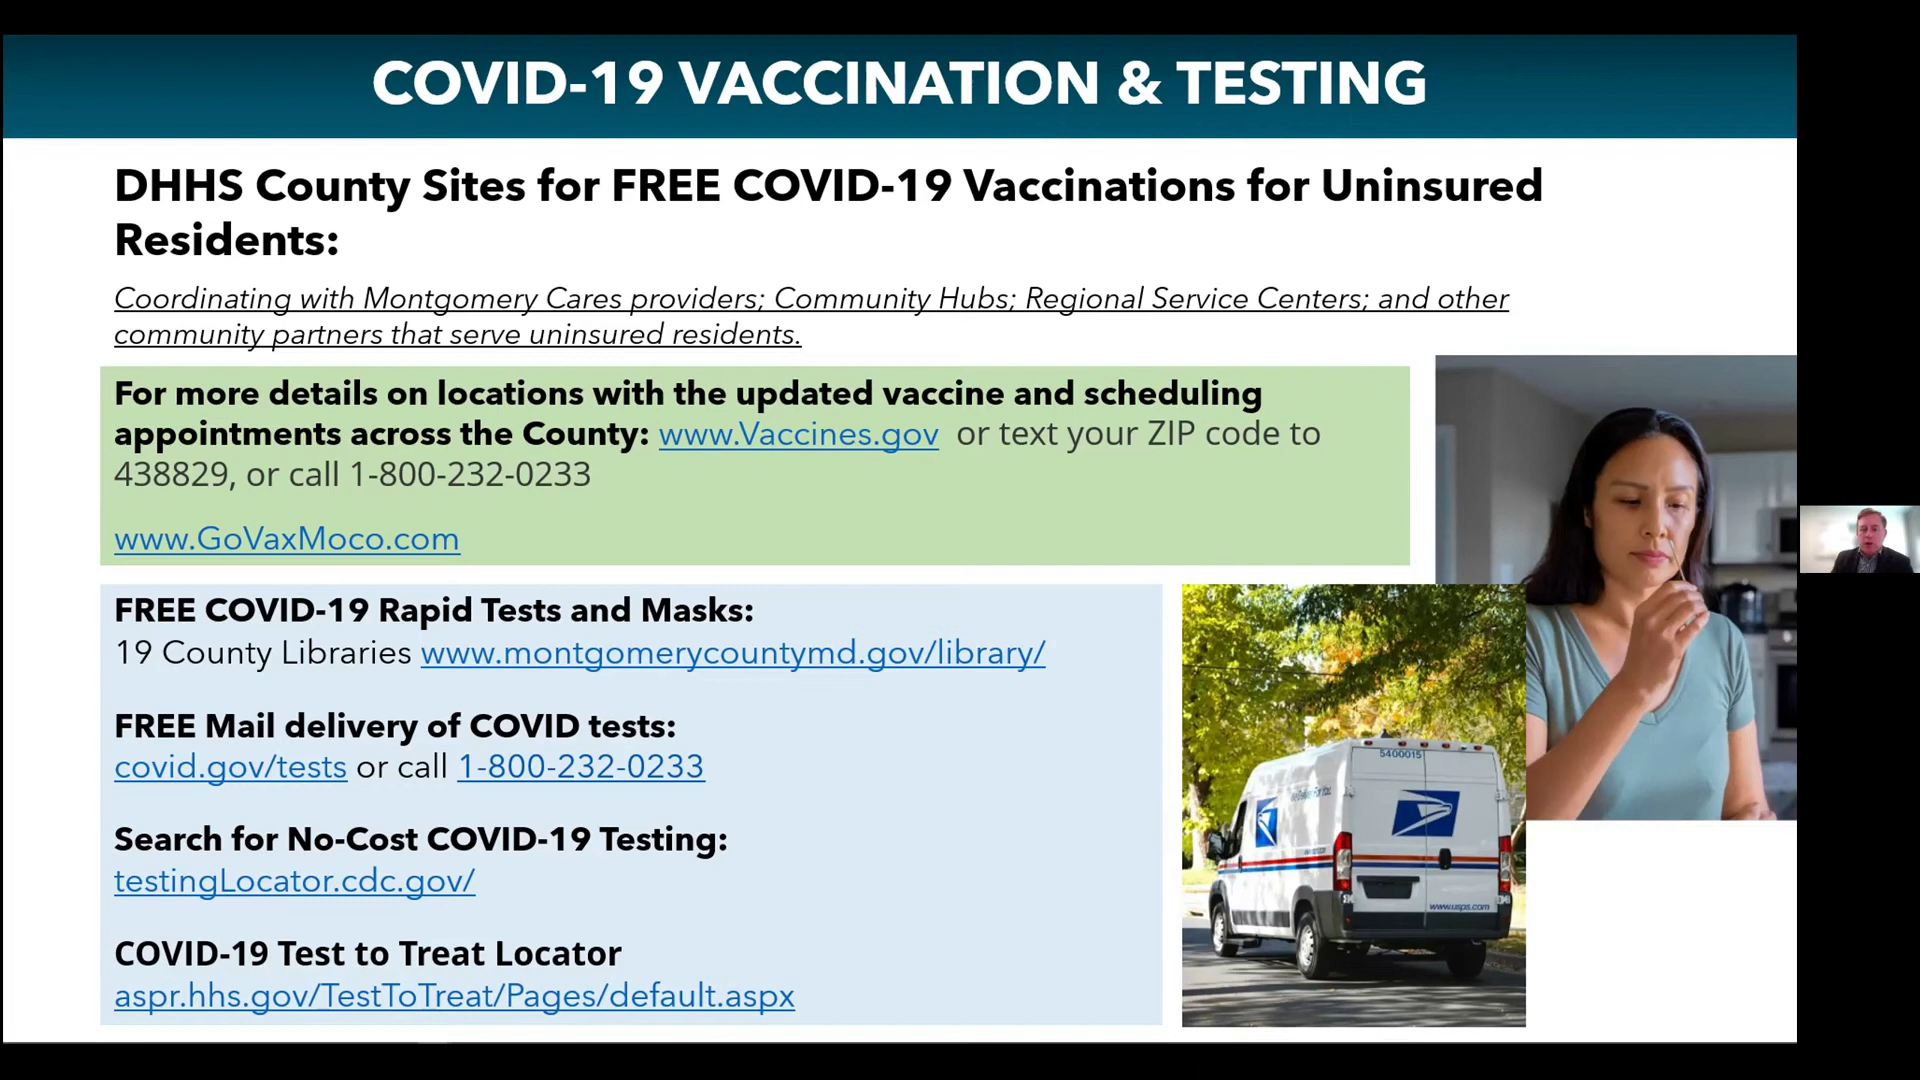 COVID-19 VACCINATION & TESTING
DHHS County Sites for FREE COVID-19 Vaccinations for Uninsured
Residents:
Coordinating with Montgomery Cares providers; Community Hubs; Regional Service Centers; and other
community partners that serve uninsured residents.
For more details on locations with the updated vaccine and scheduling
appointments across the County: www.Vaccines.gov or text your ZIP code to
438829, or call 1-800-232-0233
www.GoVaxMoco.com
FREE COVID-19 Rapid Tests and Masks:
19 County Libraries www.montgomerycountymd.gov/library/
FREE Mail delivery of COVID tests:
covid.gov/tests or call 1-800-232-0233
Search for No-Cost COVID-19 Testing:
testingLocator.cdc.gov/
COVID-19 Test to Treat Locator
aspr.hhs.gov/TestToTreat/Pages/default.aspx
5400015
www.usps.com